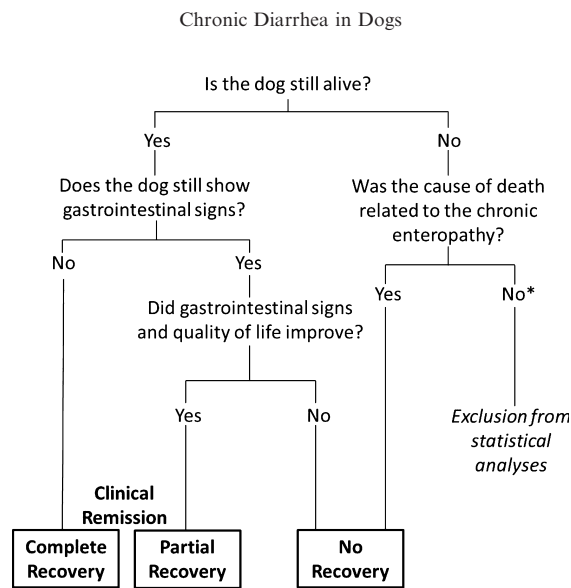 Chronic Diarrhea in Dogs
Is the dog still alive?
Yes
No
Does the dog still show
gastrointestinal signs?
Was the cause of death
related to the chronic
enteropathy?
No
Yes
Yes
No*
Did gastrointestinal signs
and quality of life improve?
Yes
No
Exclusion from
statistical
analyses
Clinical
Remission
Complete
Recovery
Partial
Recovery
No
Recovery